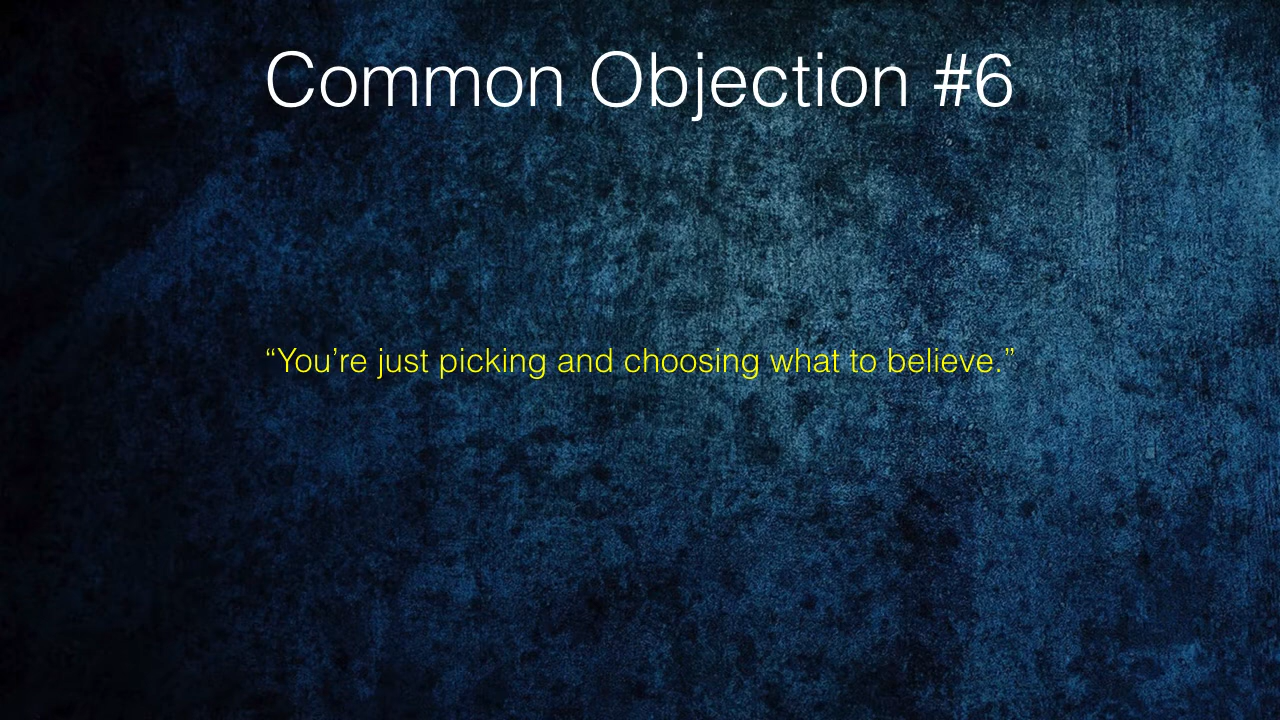 Common Objection #6
“You’re just picking and choosing what to believe.”